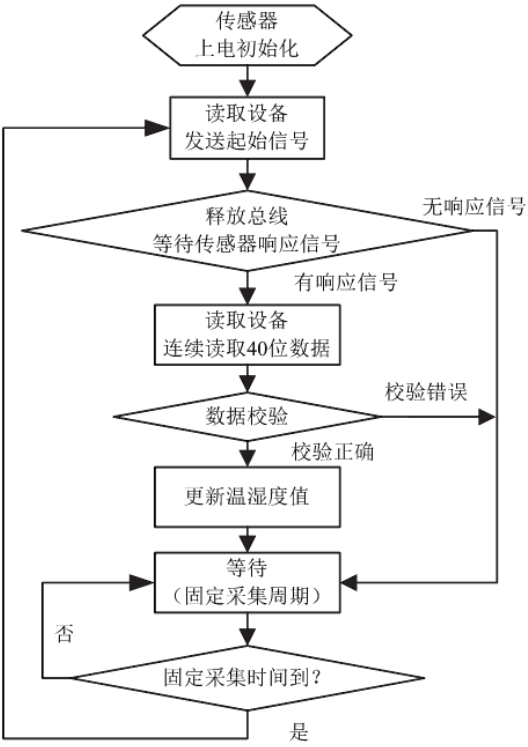 传感器
上电初始化
读取设备
发送起始信号
释放总线
等待传感器响应信号
无响应信号
有响应信号
读取设备
连续读取40位数据
数据校验
校验错误
校验正确
更新温湿度值
等待
（固定采集周期）
否
固定采集时间到？
是